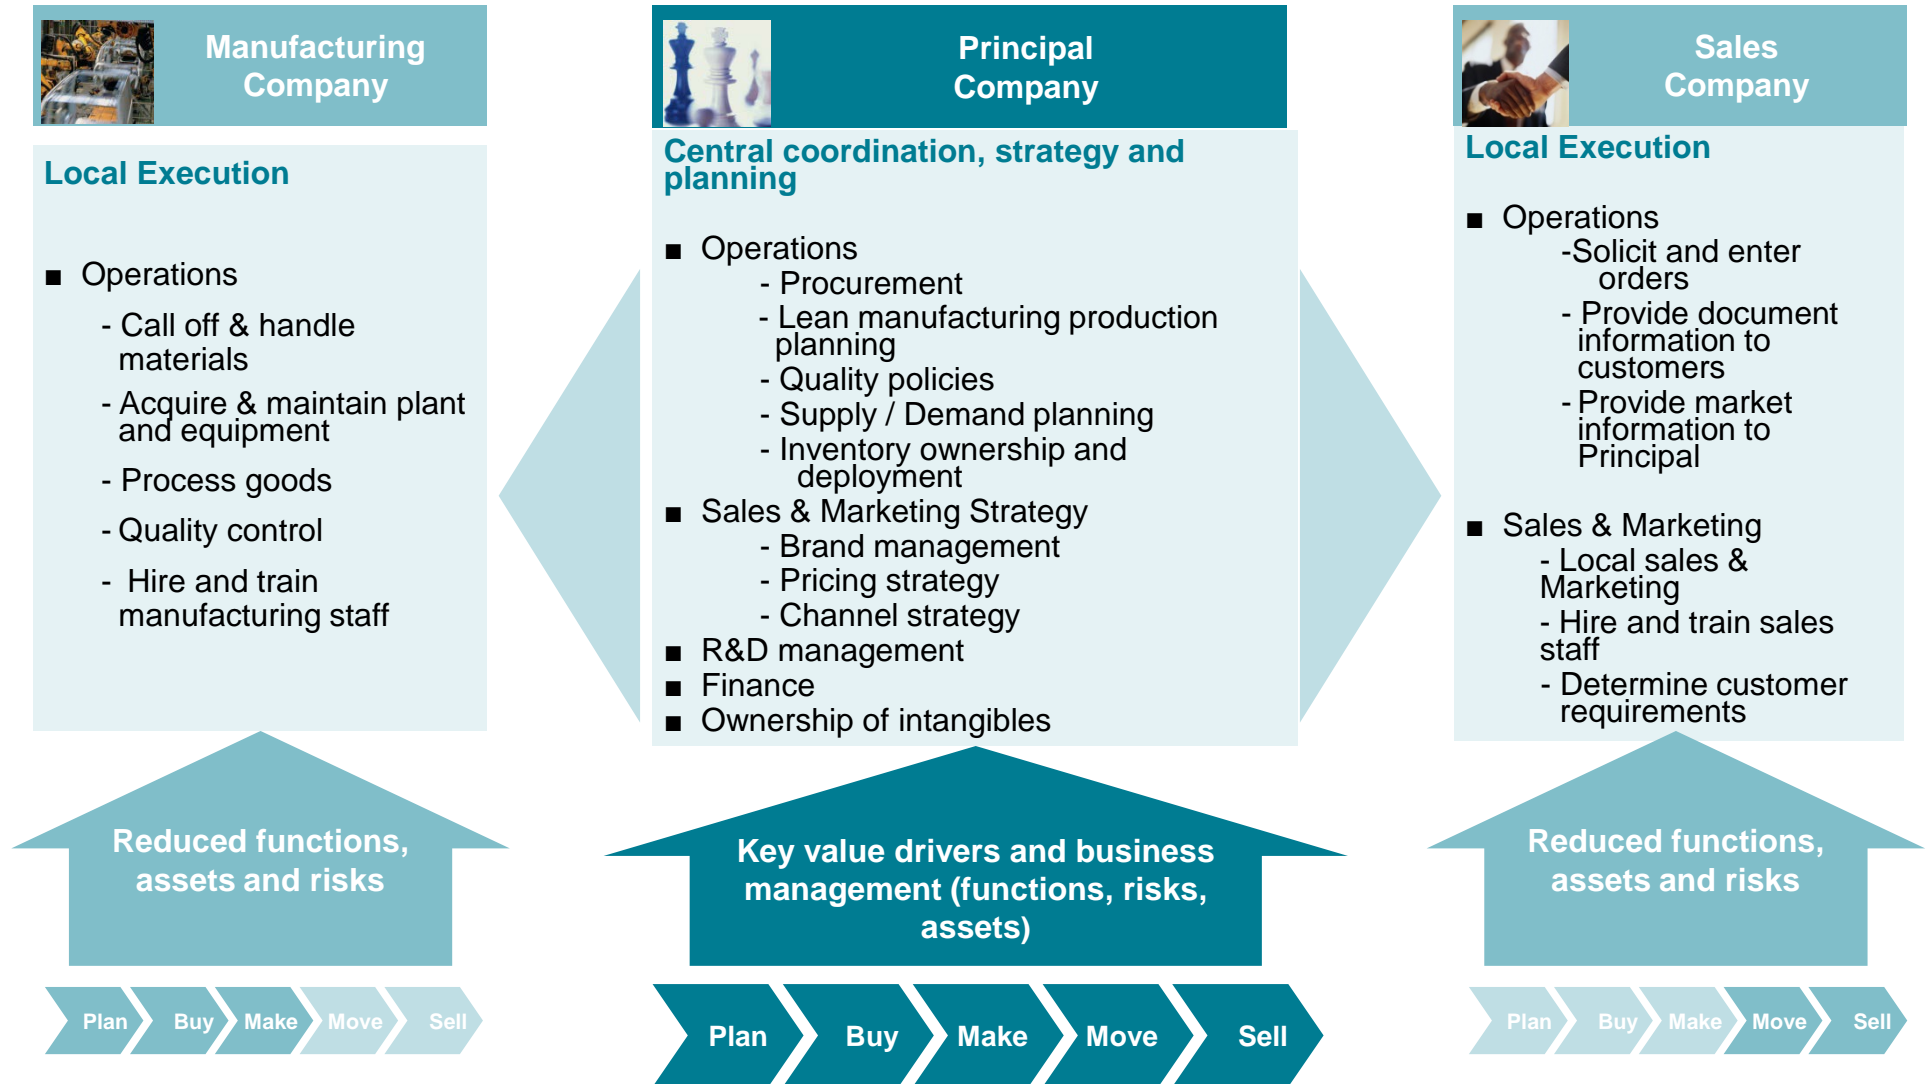 Manufacturing
Company
Local Execution
■ Operations
- Call off & handle
materials
- Acquire & maintain plant
and equipment
- Process goods
- Quality control
- Hire and train
manufacturing staff
Reduced functions,
assets and risks
Plan Buy Make Move Sell
Principal
Company
Central coordination, strategy and
planning
■ Operations
- Procurement
- Lean manufacturing production
planning
- Quality policies
- Supply / Demand planning
- Inventory ownership and
deployment
■ Sales & Marketing Strategy
- Brand management
- Pricing strategy
- Channel strategy
■ R&D management
■ Finance
■ Ownership of intangibles
Key value drivers and business
management (functions, risks,
assets)
Plan Buy Make Move Sell
Sales
Company
Local Execution
■ Operations
-Solicit and enter
orders
- Provide document
information to
customers
- Provide market
information to
Principal
■ Sales & Marketing
- Local sales &
Marketing
- Hire and train sales
staff
- Determine customer
requirements
Reduced functions,
assets and risks
Plan Buy Make Move Sell